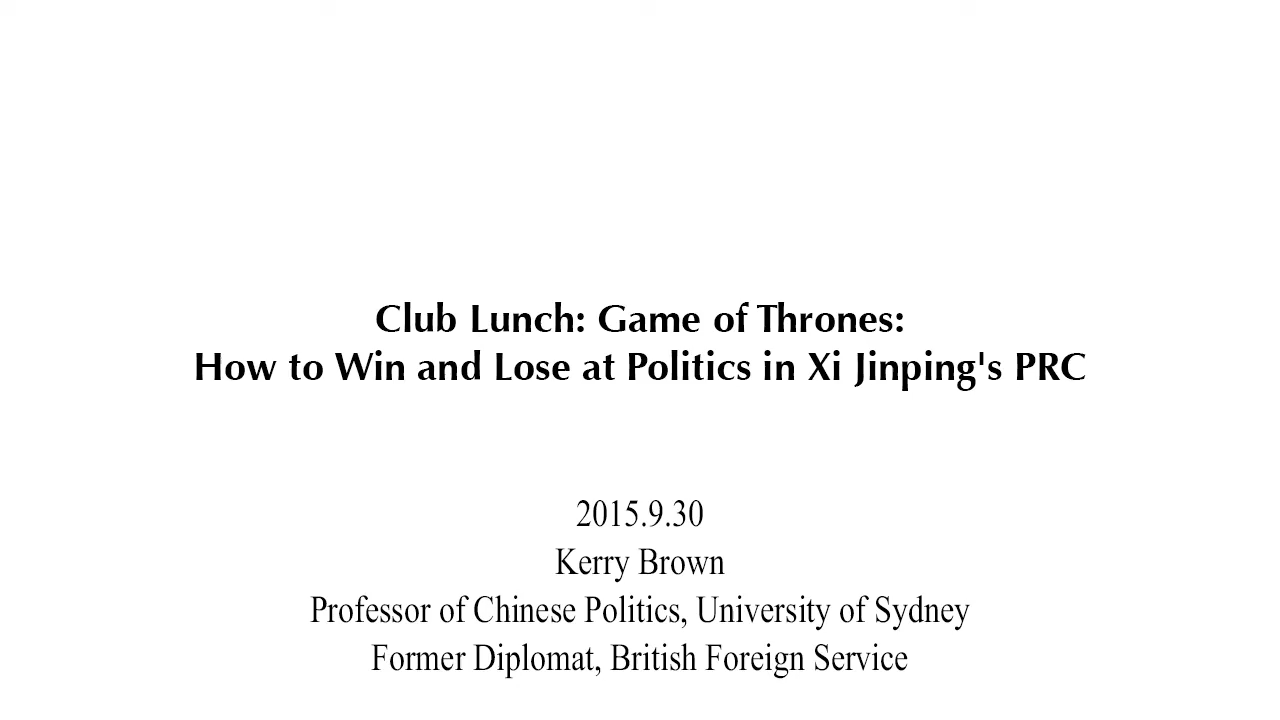 Club Lunch: Game of Thrones:
How to Win and Lose at Politics in Xi Jinping's PRC
2015.9.30
Kerry Brown
Professor of Chinese Politics, University of Sydney
Former Diplomat, British Foreign Service